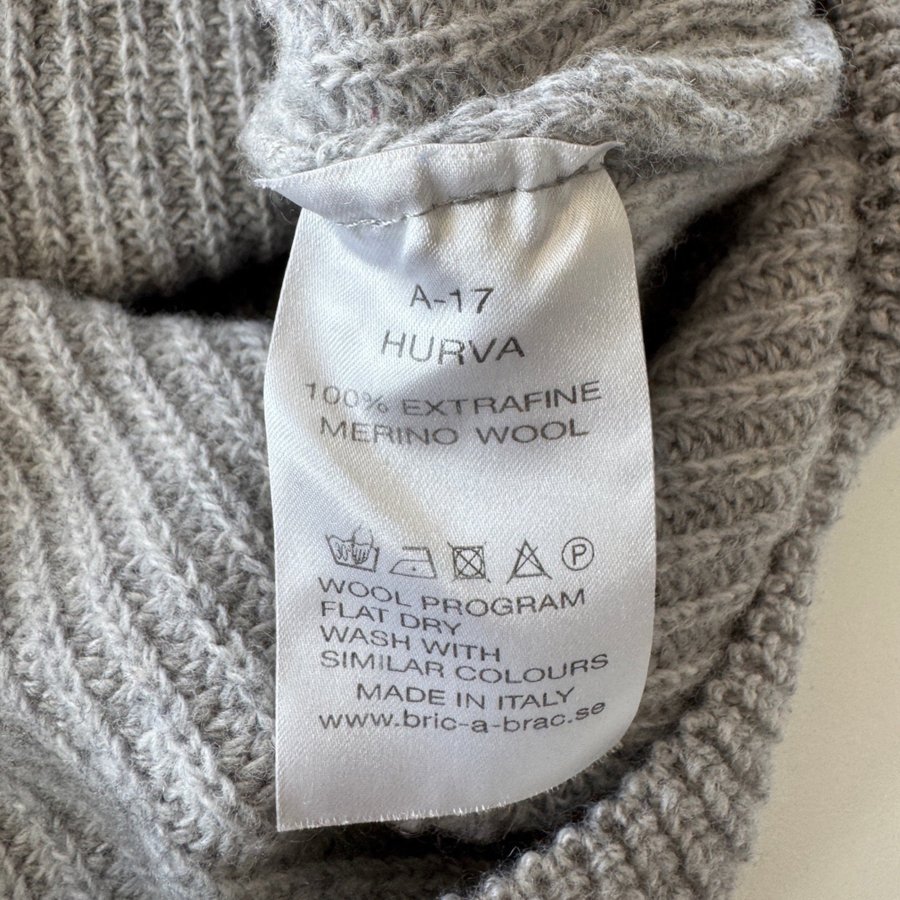 A-17
HURVA
100% EXTRAFINE
MERINO WOOL
30° P
WOOL PROGRAM
FLAT DRY
WASH WITH
SIMILAR COLOURS
MADE IN ITALY
www.bric-a-brac.se